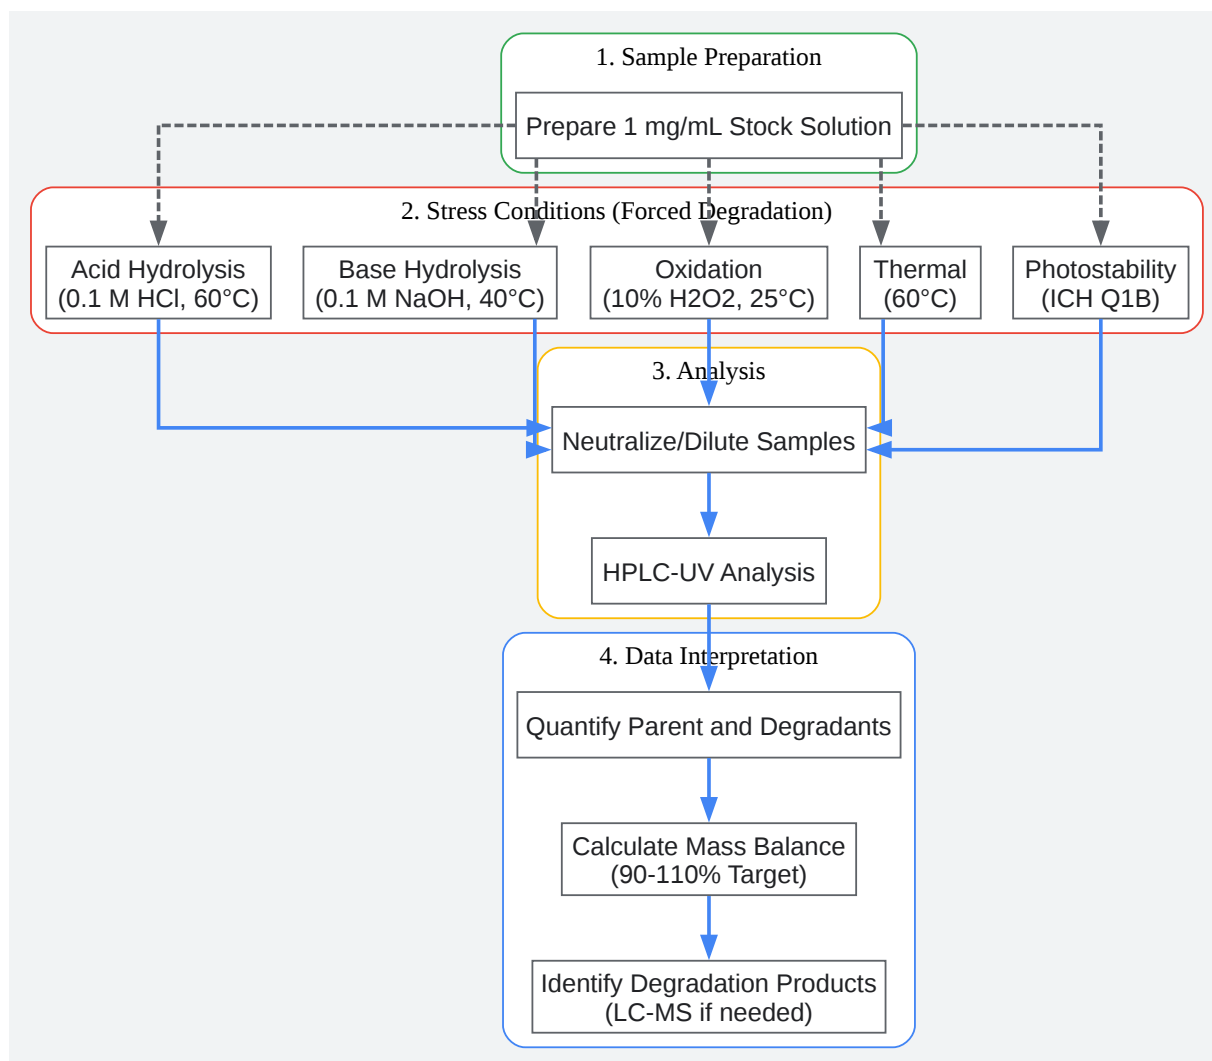 1. Sample Preparation
Prepare 1 mg/mL Stock Solution
2. Stress Conditions (Forced Degradation)
Acid Hydrolysis
(0.1 M HCl, 60°C)
Base Hydrolysis
(0.1 M NaOH, 40°C)
Oxidation
(10% H2O2, 25°C)
Thermal
(60°C)
Photostability
(ICH Q1B)
3. Analysis
Neutralize/Dilute Samples
HPLC-UV Analysis
4. Data Interpretation
Quantify Parent and Degradants
Calculate Mass Balance
(90-110% Target)
Identify Degradation Products
(LC-MS if needed)